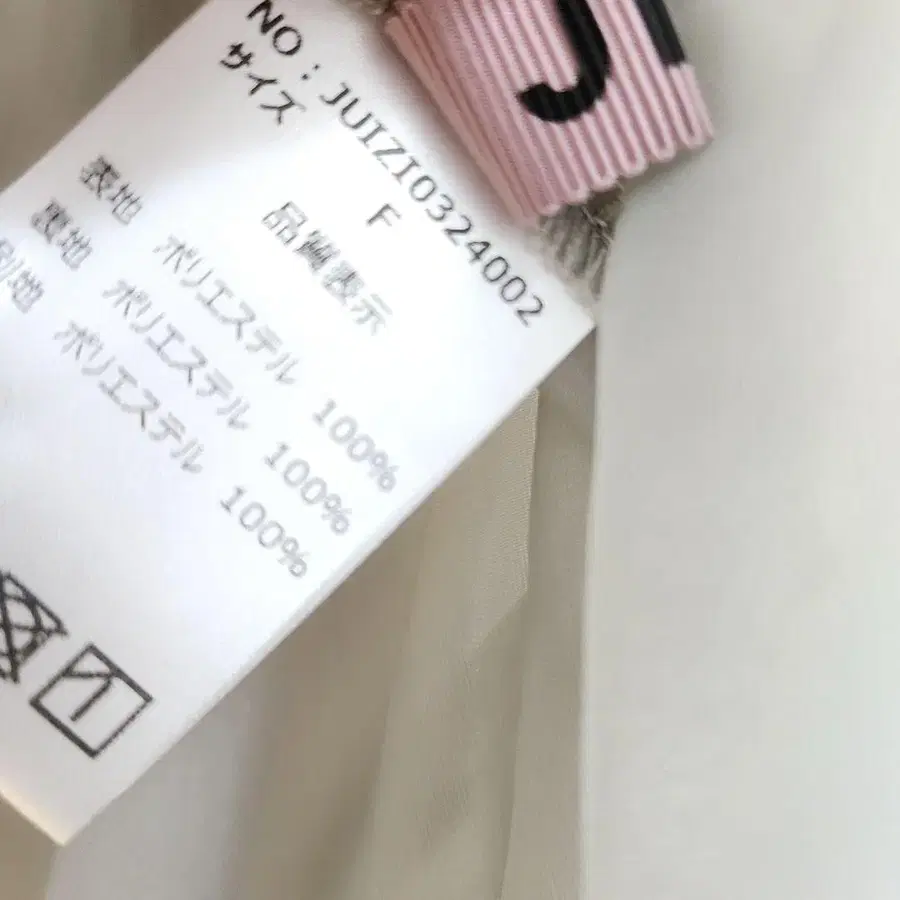 J
NO：JUIZI0324002
サイズ F
品質表示
表地 ポリエステル 100%
裏地 ポリエステル 100%
別地 ポリエステル 100%